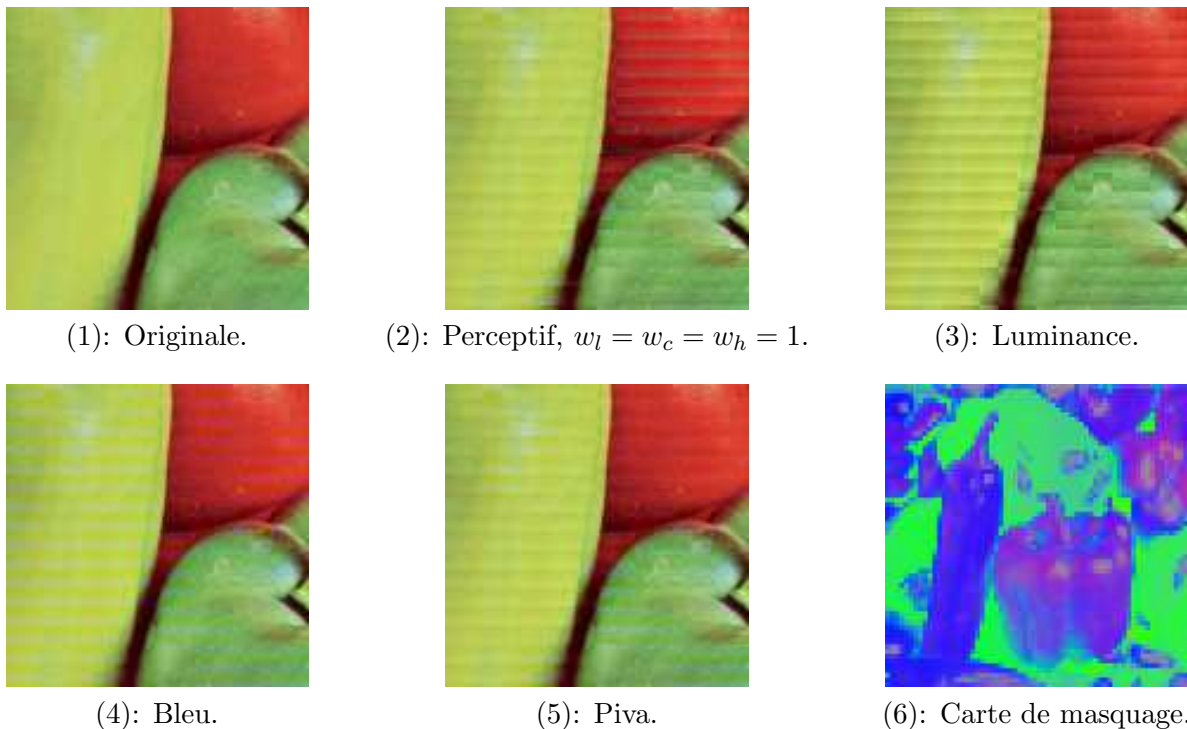 (1): Originale.
(2): Perceptif, $w_l = w_c = w_h = 1$.
(3): Luminance.
(4): Bleu.
(5): Piva.
(6): Carte de masquage.